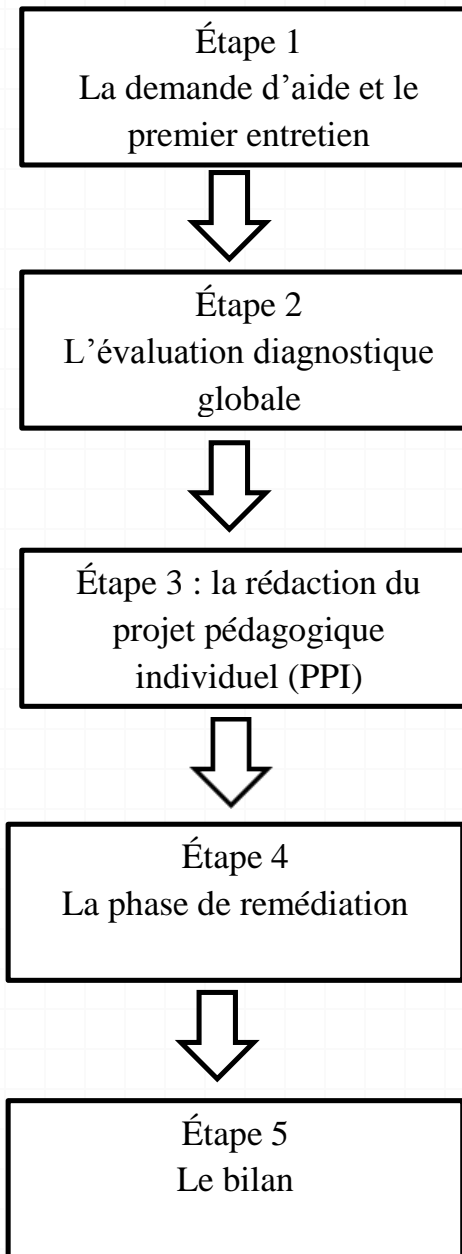 Étape 1
La demande d’aide et le
premier entretien
Étape 2
L’évaluation diagnostique
globale
Étape 3 : la rédaction du
projet pédagogique
individuel (PPI)
Étape 4
La phase de remédiation
Étape 5
Le bilan